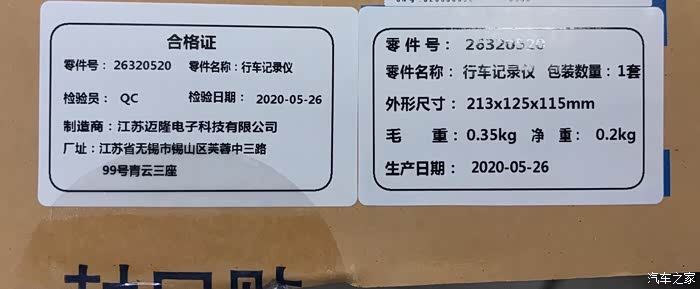 合格证
零件号： 26320520 零件名称：行车记录仪
检验员： QC 检验日期： 2020-05-26
制造商：江苏迈隆电子科技有限公司
厂址：江苏省无锡市锡山区芙蓉中三路
99号青云三座
零 件 号： 26320520
零件名称： 行车记录仪 包装数量：1套
外形尺寸： 213x125x115mm
毛 重：0.35kg 净 重： 0.2kg
生产日期： 2020-05-26
汽车之家